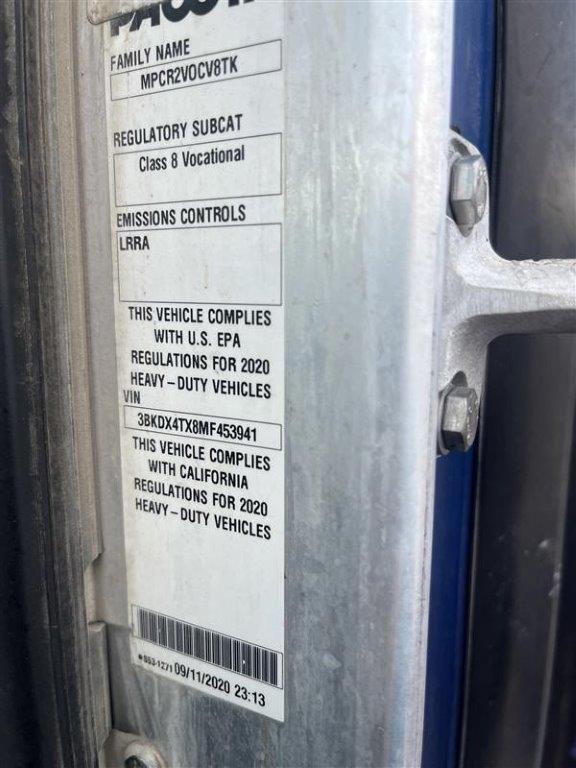 FAMILY NAME
MPCR2VOCV8TK
REGULATORY SUBCAT
Class 8 Vocational
EMISSIONS CONTROLS
LRRA
THIS VEHICLE COMPLIES
WITH U.S. EPA
REGULATIONS FOR 2020
HEAVY-DUTY VEHICLES
VIN
3BKDX4TX8MF453941
THIS VEHICLE COMPLIES
WITH CALIFORNIA
REGULATIONS FOR 2020
HEAVY-DUTY VEHICLES
09/11/2020 23:13